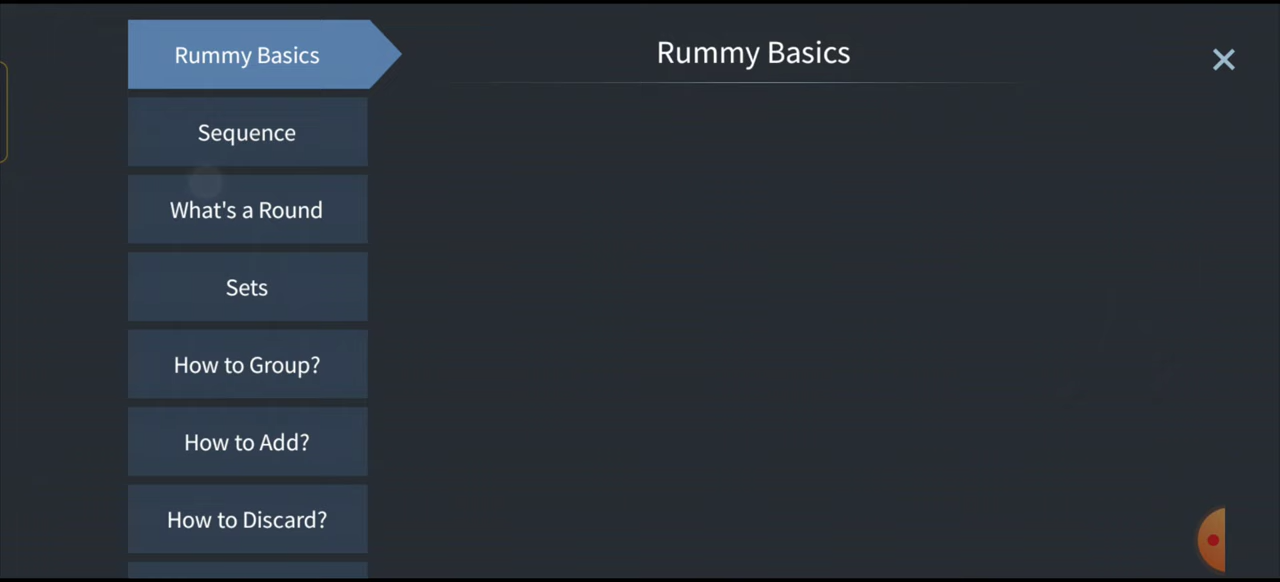 Rummy Basics
Rummy Basics
Sequence
What's a Round
Sets
How to Group?
How to Add?
How to Discard?